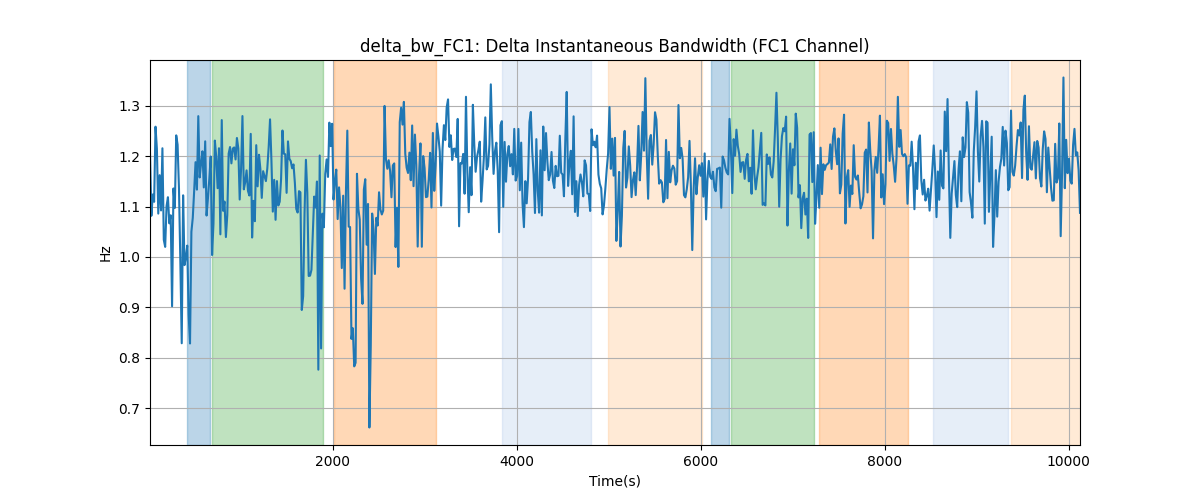 delta_bw_FC1: Delta Instantaneous Bandwidth (FC1 Channel)
1.3
1.2
1.1
1.0
0.9
0.8
0.7
Hz
2000 4000 6000 8000 10000
Time(s)